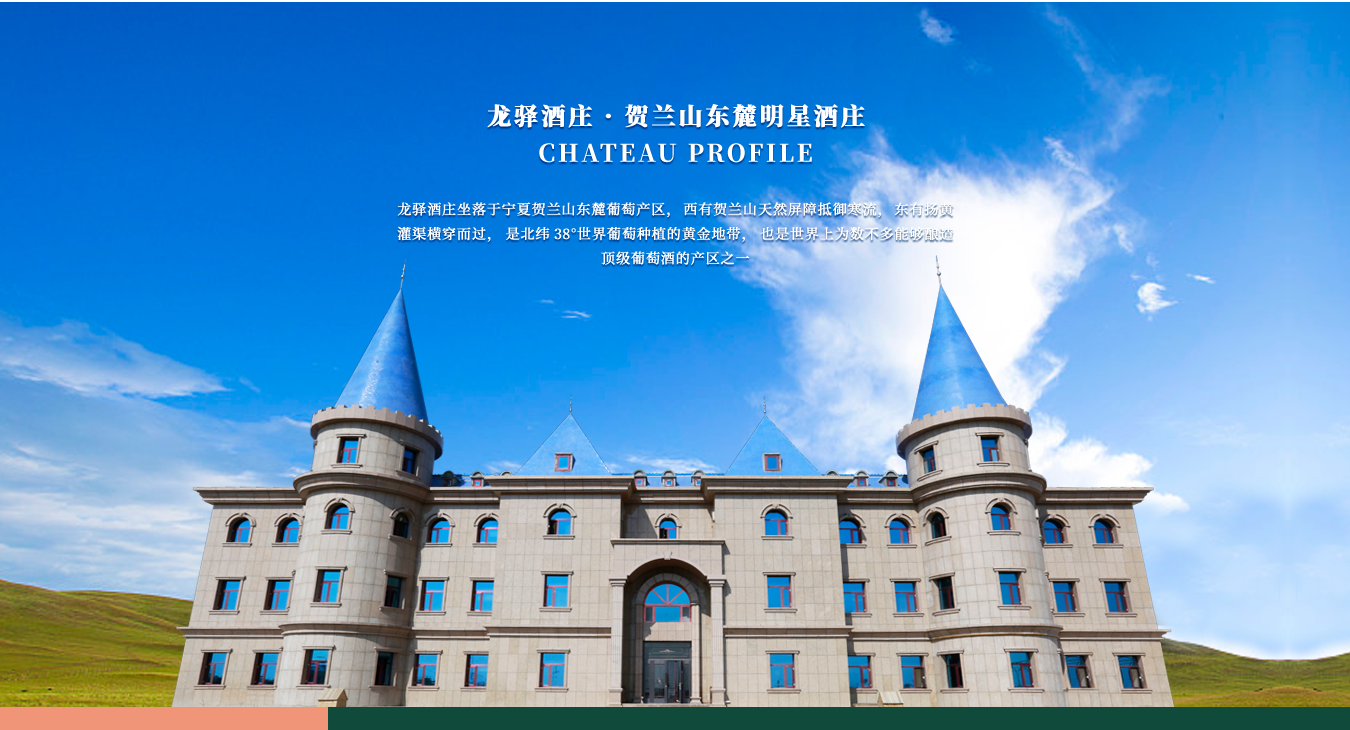 龙驿酒庄·贺兰山东麓明星酒庄
CHATEAU PROFILE
龙驿酒庄坐落于宁夏贺兰山东麓葡萄产区， 西有贺兰山天然屏障抵御寒流， 东有扬黄
灌渠横穿而过， 是北纬 38°世界葡萄种植的黄金地带， 也是世界上为数不多能够酿造
顶级葡萄酒的产区之一